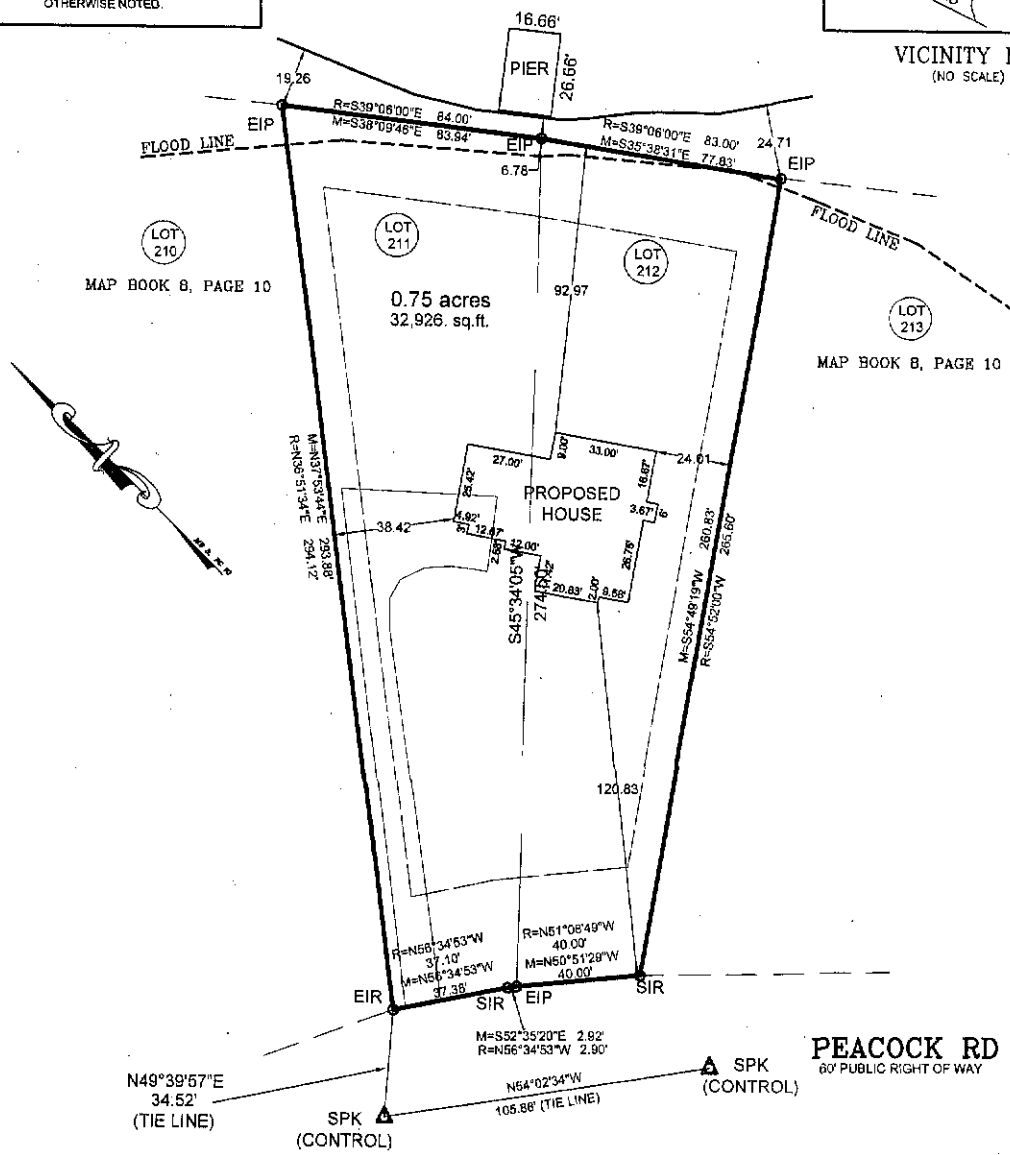 OTHERWISE NOTED.
VICINITY
(NO SCALE)
16.66'
PIER
26.66'
19.26
R=S39°06'00"E 84.00'
M=S38°09'46"E 83.94'
R=S39°06'00"E 83.00'
M=S35°38'31"E 77.83'
24.71
EIP
EIP
EIP
6.78
FLOOD LINE
FLOOD LINE
LOT
210
MAP BOOK 8, PAGE 10
LOT
211
LOT
212
0.75 acres
32,926. sq.ft.
92.97
LOT
213
MAP BOOK 8, PAGE 10
M=N37°53'44"E 293.88'
R=N36°51'34"E 294.12'
27.00'
9.00'
33.00'
24.01
25.42'
16.67'
PROPOSED
HOUSE
3.67'
38.42
4.92'
12.67'
2.58'
12.00'
26.75'
20.83'
2.00'
9.58'
S45°34'05"W
274.60
M=S54°49'19"W 260.83'
R=S54°52'00"W 265.60'
120.83
R=N56°34'53"W
37.10'
M=N56°34'53"W
37.38'
R=N51°08'49"W
40.00'
M=N50°51'29"W
40.00'
EIR
SIR
EIP
SIR
M=S52°35'20"E 2.92'
R=N56°34'53"W 2.90'
PEACOCK RD
60' PUBLIC RIGHT OF WAY
N49°39'57"E
34.52'
(TIE LINE)
SPK
(CONTROL)
N54°02'34"W
105.86' (TIE LINE)
SPK
(CONTROL)